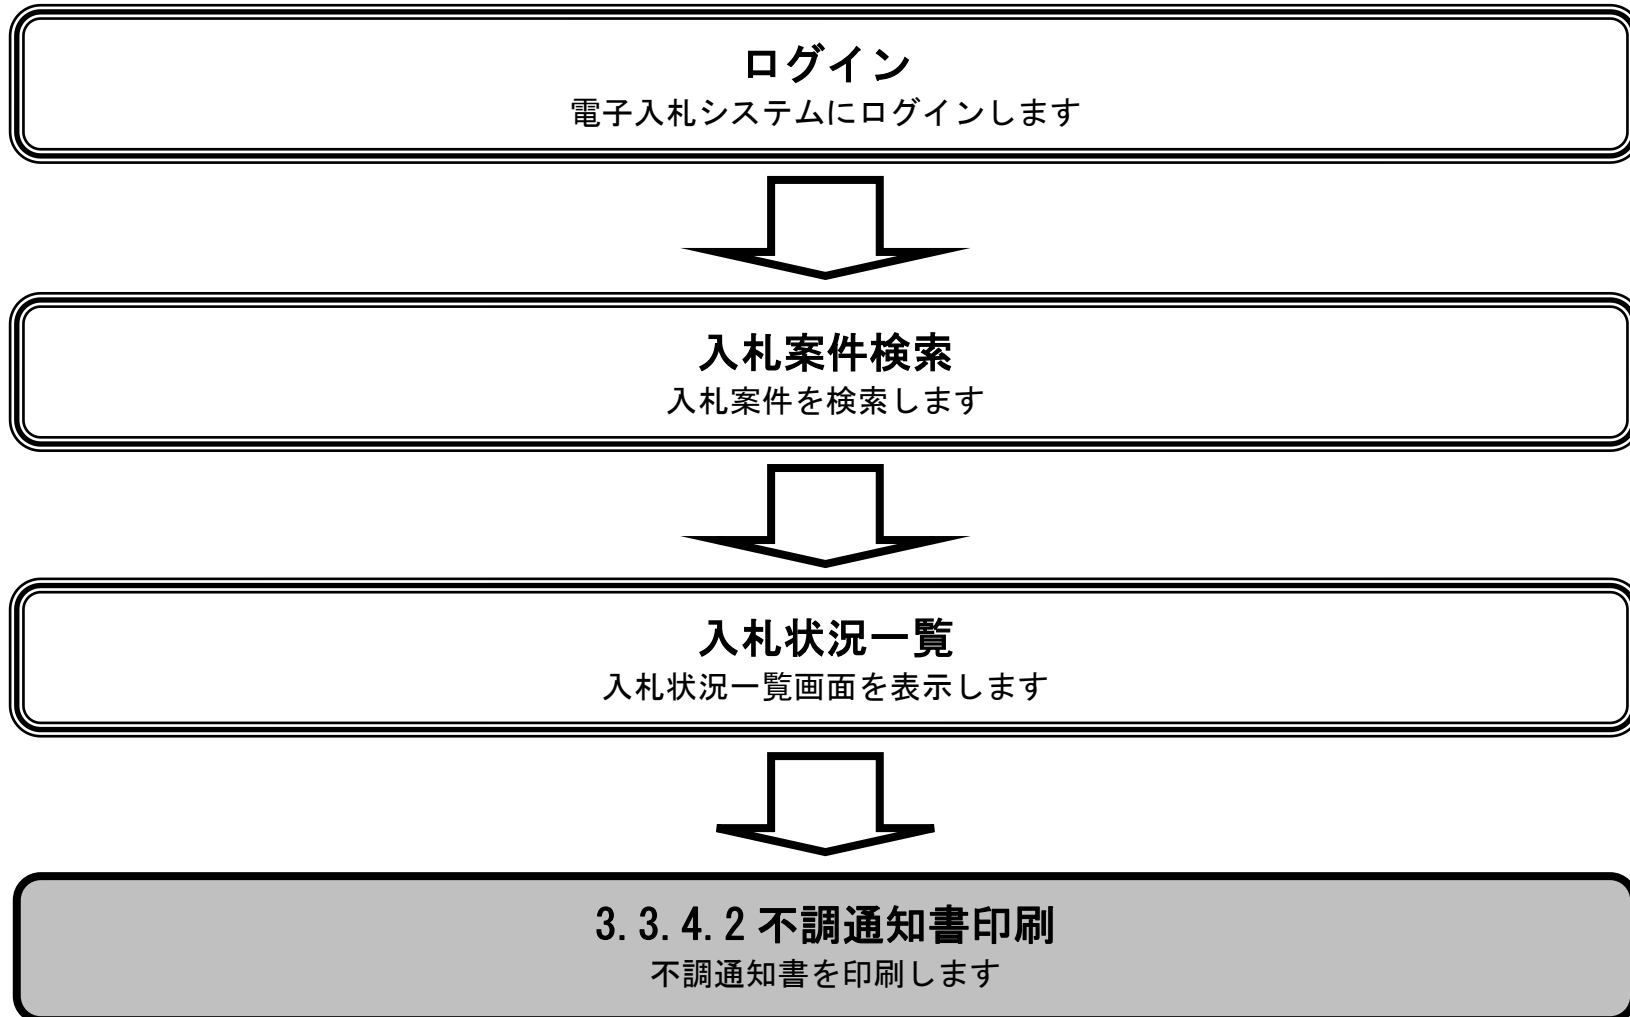 ログイン
電子入札システムにログインします
入札案件検索
入札案件を検索します
入札状況一覧
入札状況一覧画面を表示します
3.3.4.2 不調通知書印刷
不調通知書を印刷します